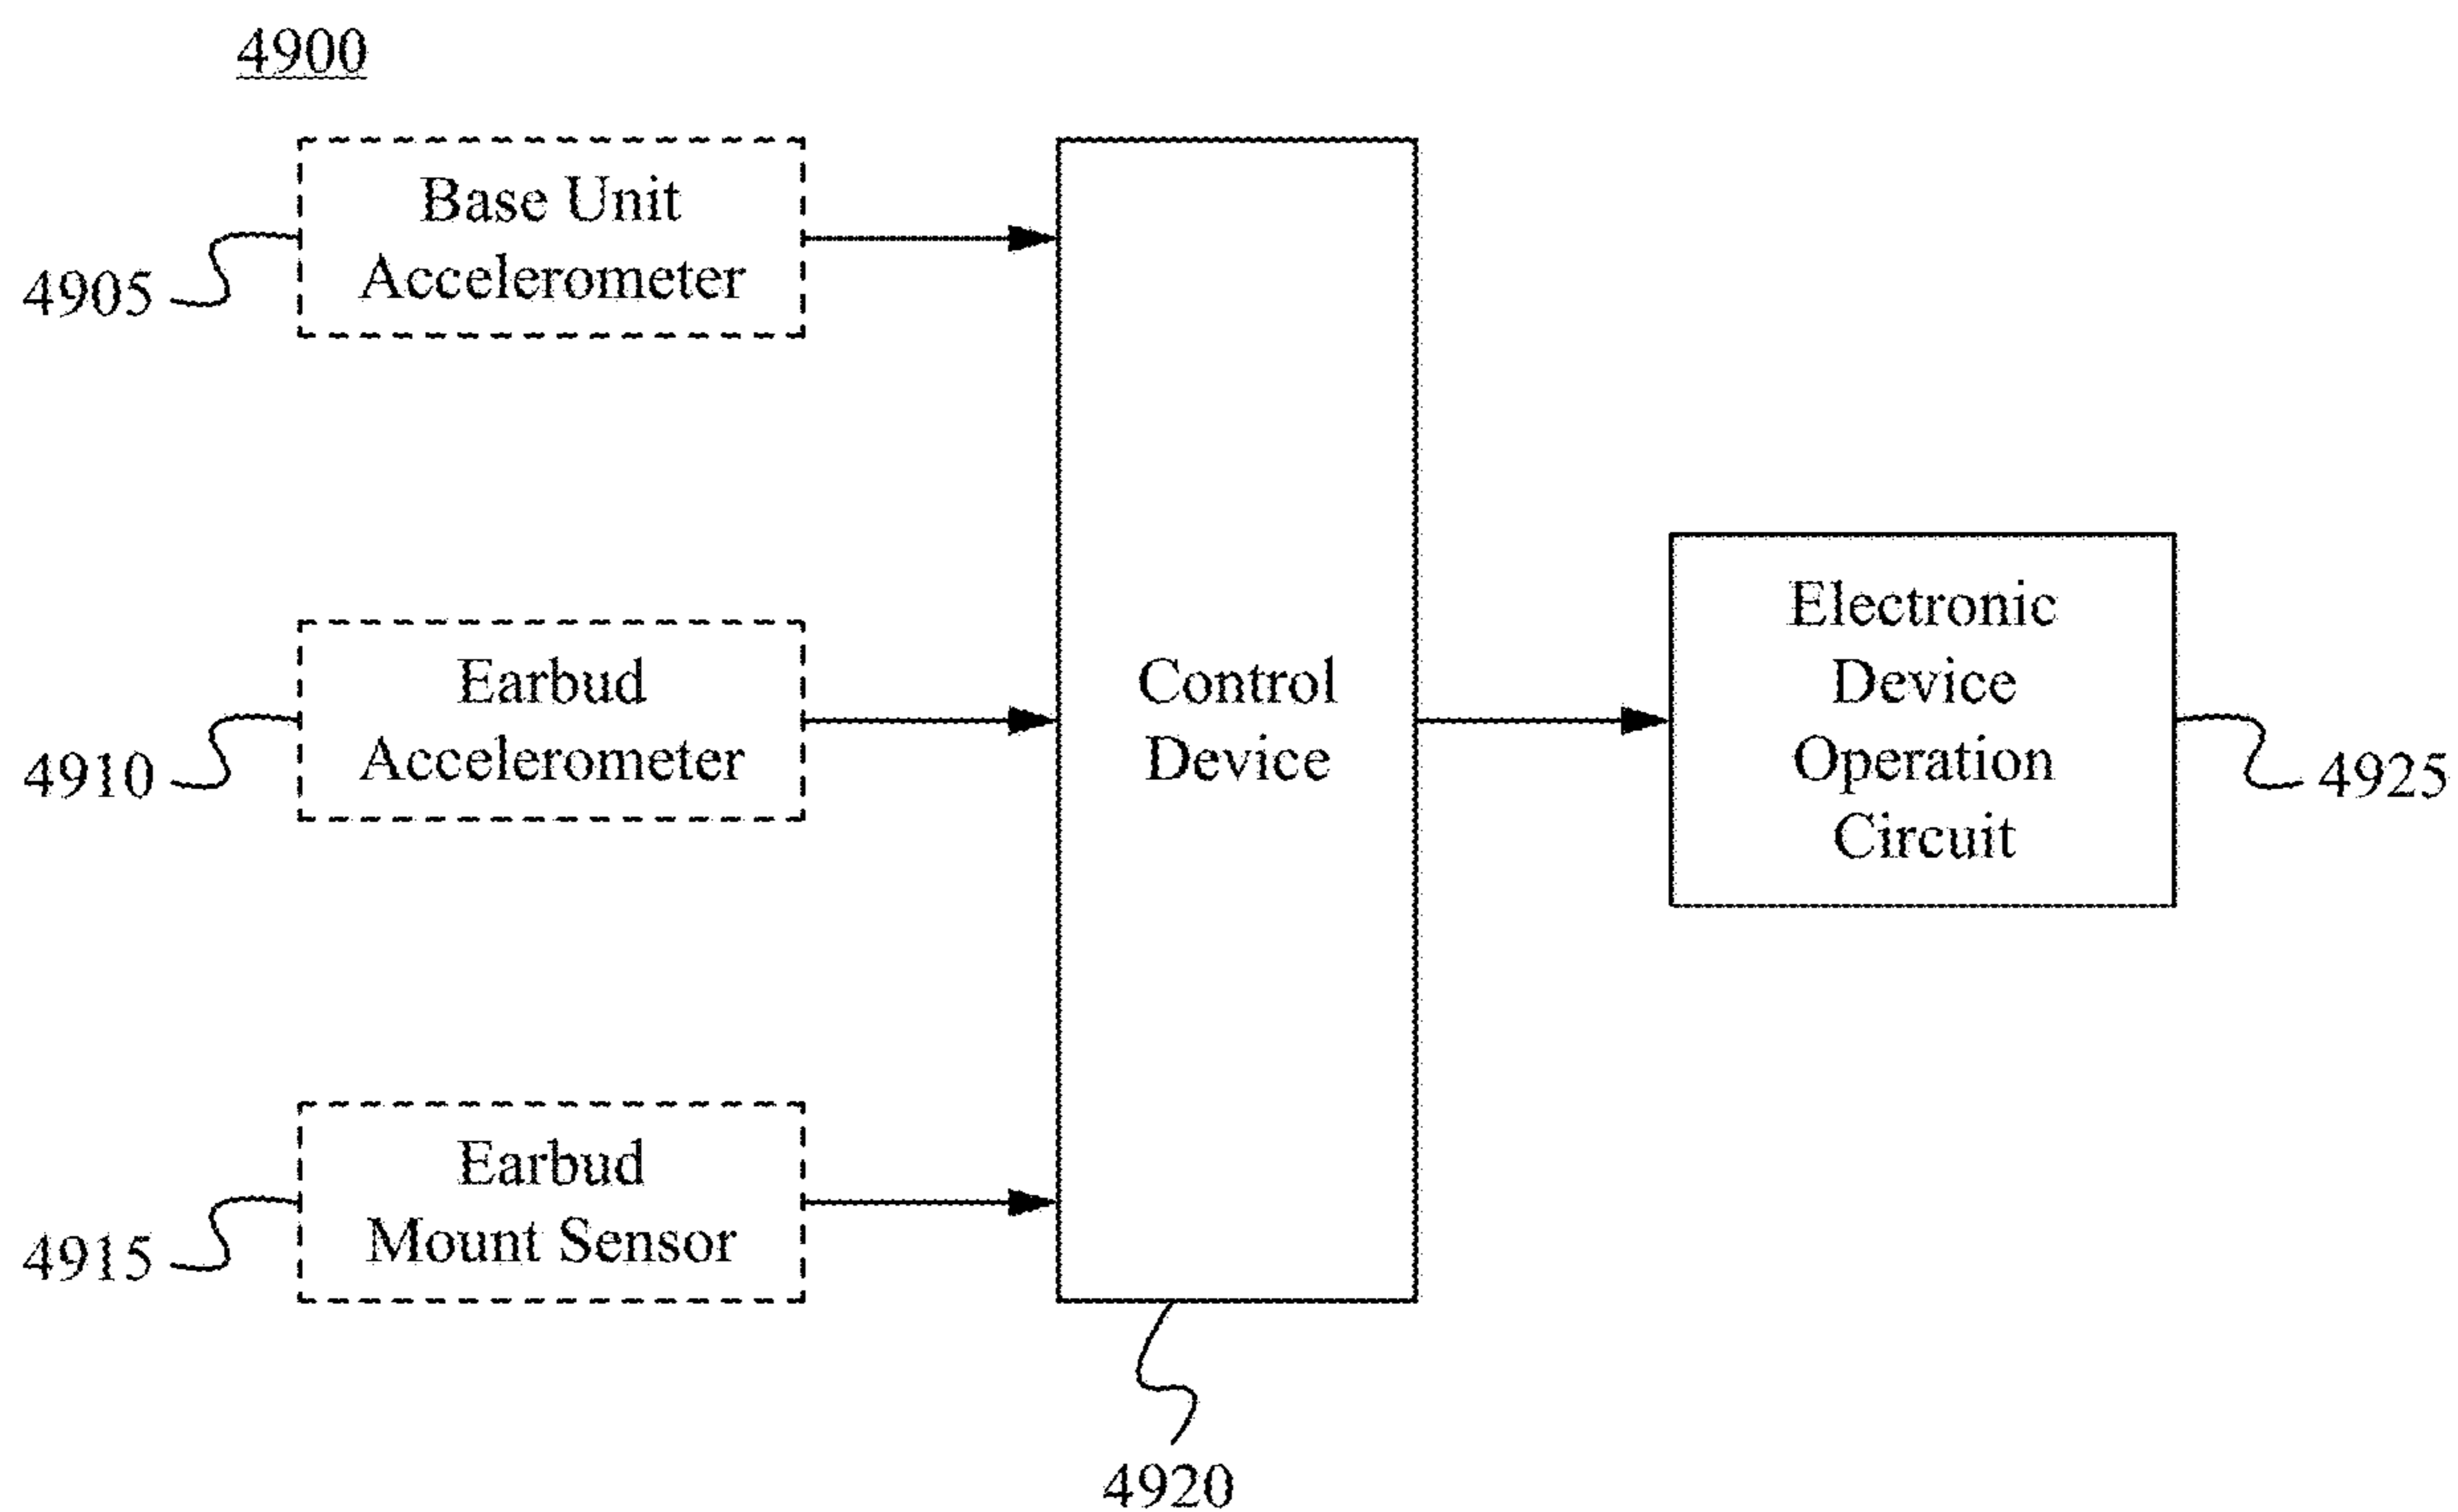 4900
Base Unit
Accelerometer
4905
Earbud
Accelerometer
4910
Earbud
Mount Sensor
4915
Control
Device
4920
Electronic
Device
Operation
Circuit
4925